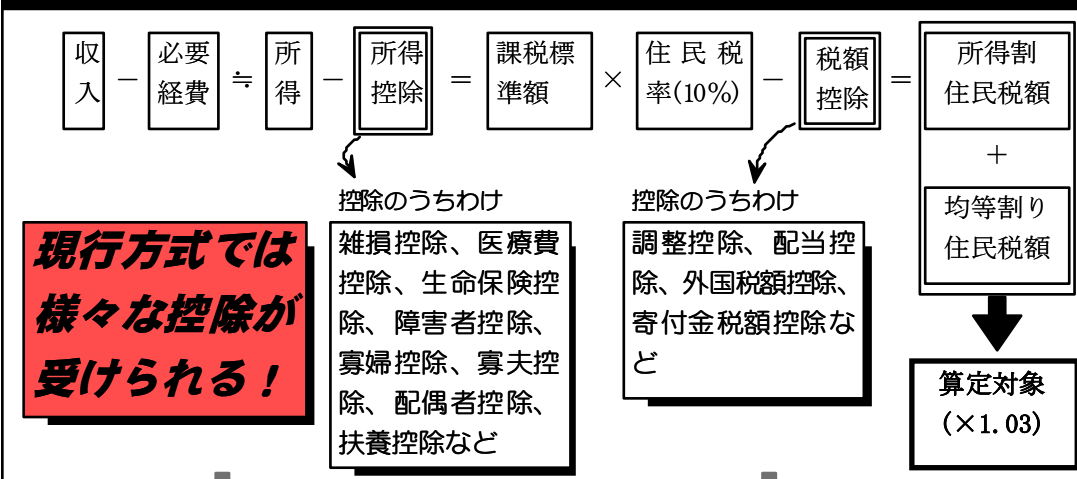 収入 － 必要経費 ≒ 所得 － 所得控除 ＝ 課税標準額 × 住民税率(10%) － 税額控除 ＝ 所得割住民税額
＋
均等割り住民税額
控除のうちわけ
雑損控除、医療費
控除、生命保険控
除、障害者控除、
寡婦控除、寡夫控
除、配偶者控除、
扶養控除など
控除のうちわけ
調整控除、配当控
除、外国税額控除、
寄付金税額控除な
ど
現行方式では
様々な控除が
受けられる！
算定対象
(×1.03)